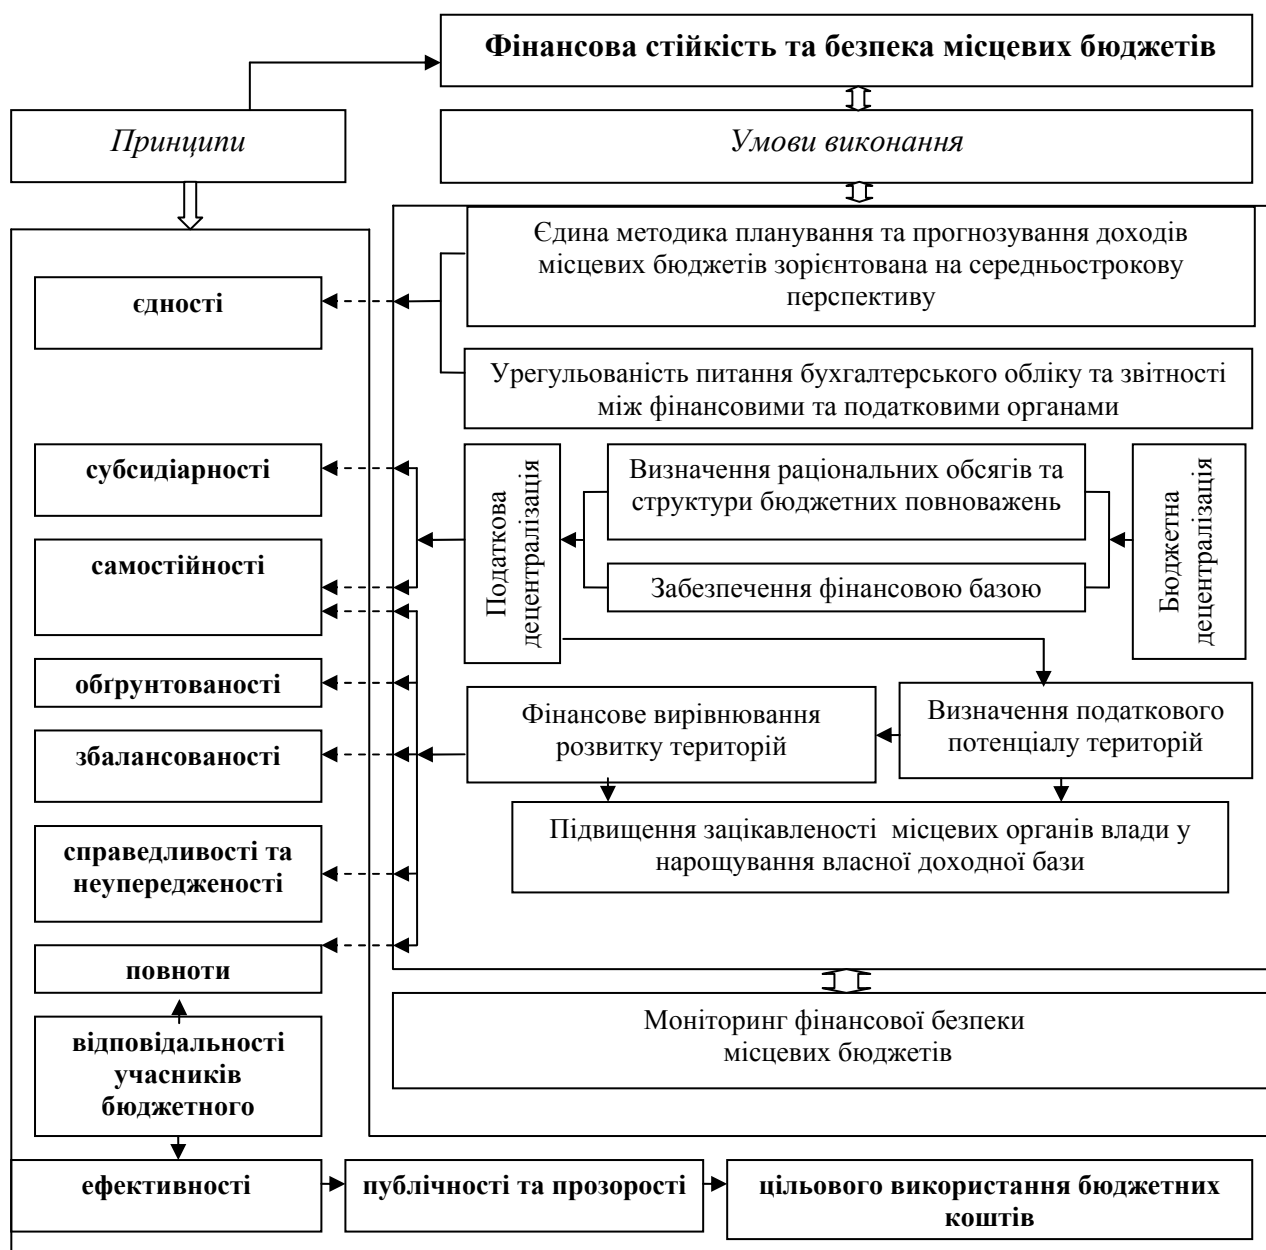 Фінансова стійкість та безпека місцевих бюджетів
Принципи
Умови виконання
Єдина методика планування та прогнозування доходів
місцевих бюджетів зорієнтована на середньострокову
перспективу
єдності
Урегульованість питання бухгалтерського обліку та звітності
між фінансовими та податковими органами
субсидіарності
Податкова
децентралізація
Визначення раціональних обсягів та
структури бюджетних повноважень
Бюджетна
децентралізація
самостійності
Забезпечення фінансовою базою
обґрунтованості
Фінансове вирівнювання
розвитку територій
Визначення податкового
потенціалу територій
збалансованості
Підвищення зацікавленості місцевих органів влади у
нарощування власної доходної бази
справедливості та
неупередженості
повноти
Моніторинг фінансової безпеки
місцевих бюджетів
відповідальності
учасників
бюджетного
ефективності
публічності та прозорості
цільового використання бюджетних
коштів